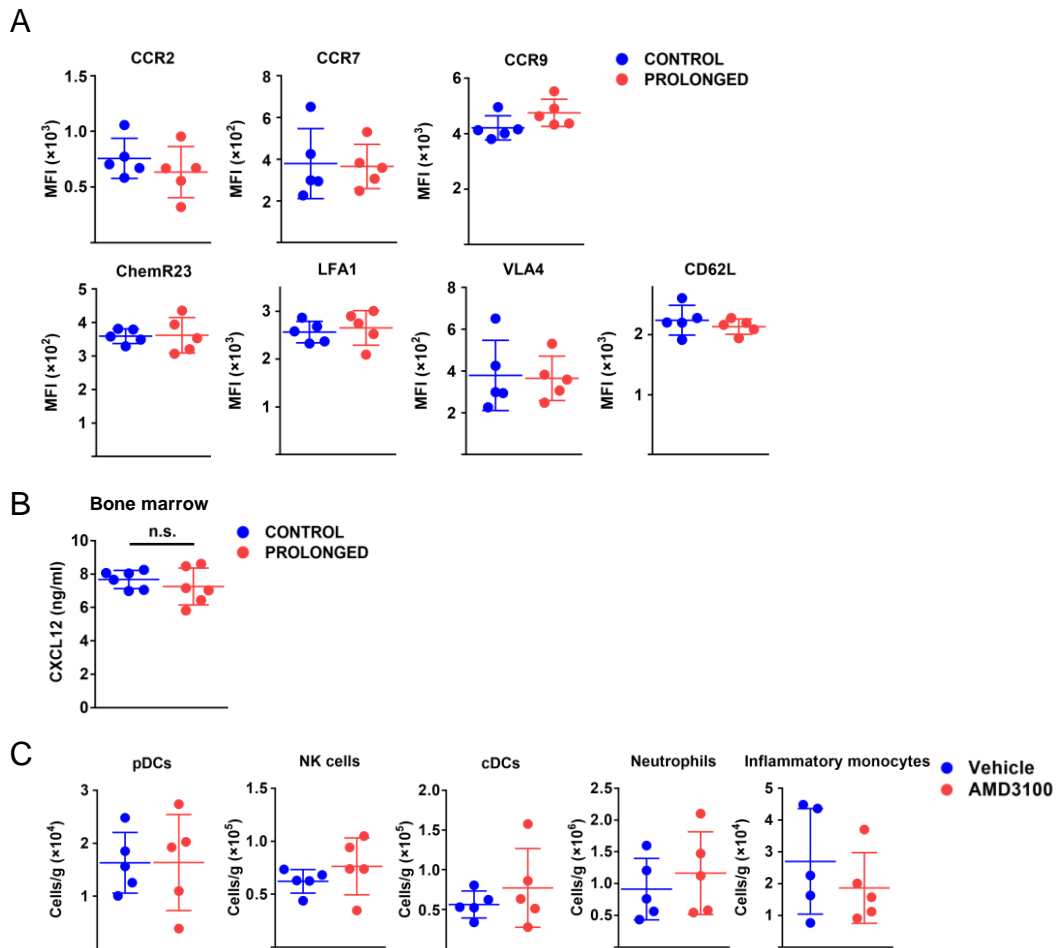 A
CCR2
CCR7
CCR9
CONTROL
PROLONGED
MFI (×10³)
1.5
1.0
0.5
MFI (×10²)
8
6
4
2
MFI (×10³)
6
4
2
ChemR23
LFA1
VLA4
CD62L
MFI (×10²)
5
4
3
2
1
MFI (×10³)
3
2
1
MFI (×10²)
8
6
4
2
MFI (×10³)
2
1
B
Bone marrow
n.s.
CONTROL
PROLONGED
CXCL12 (ng/ml)
10
8
6
4
2
0
C
pDCs
NK cells
cDCs
Neutrophils
Inflammatory monocytes
Vehicle
AMD3100
Cells/g (×10⁴)
3
2
1
Cells/g (×10⁵)
1.5
1.0
0.5
Cells/g (×10⁵)
2.0
1.5
1.0
0.5
Cells/g (×10⁶)
2.5
2.0
1.5
1.0
0.5
Cells/g (×10⁴)
5
4
3
2
1